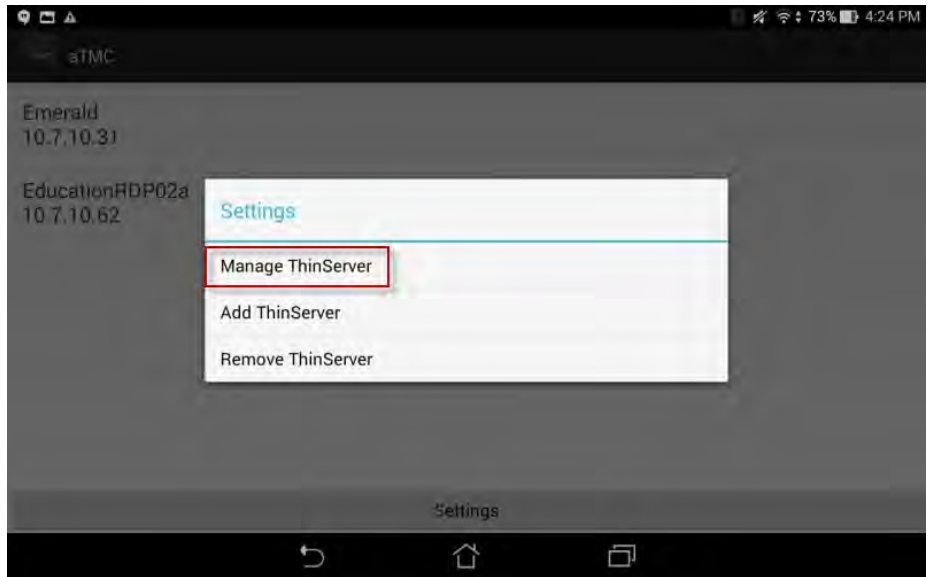 73% 4:24 PM
aTMC
Emerald
10.7.10.31
EducationRDP02a
10.7.10.62
Settings
Manage ThinServer
Add ThinServer
Remove ThinServer
Settings